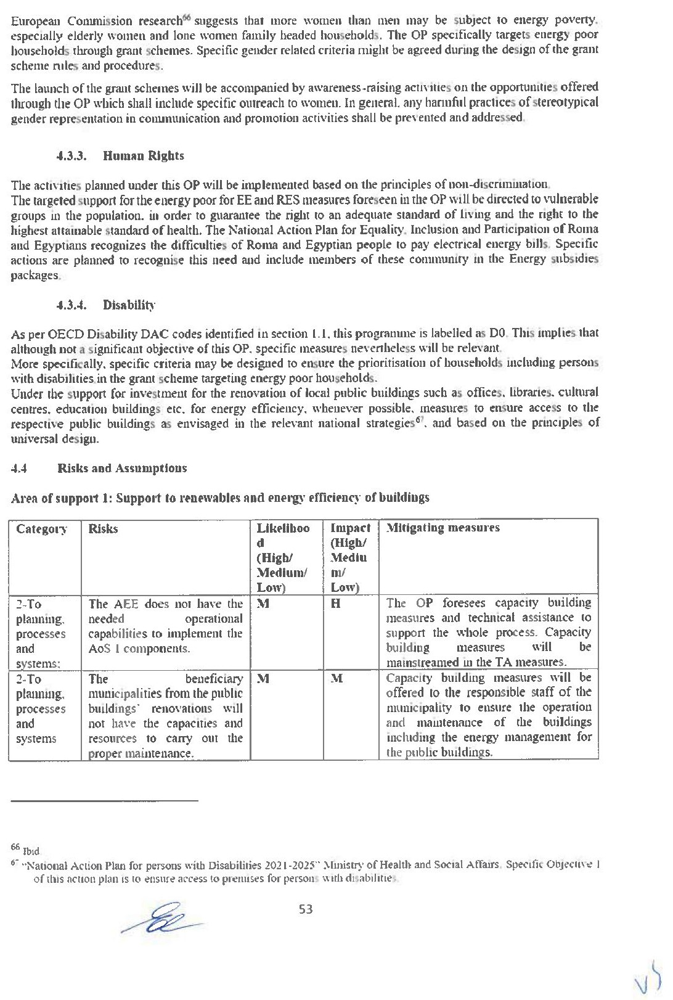 European Commission research66 suggests that more women than men may be subject to energy poverty,
especially elderly women and lone women family headed households. The OP specifically targets energy poor
households through grant schemes. Specific gender related criteria might be agreed during the design of the grant
scheme rules and procedures.
The launch of the grant schemes will be accompanied by awareness-raising activities on the opportunities offered
through the OP which shall include specific outreach to women. In general, any harmful practices of stereotypical
gender representation in communication and promotion activities shall be prevented and addressed.
4.3.3. Human Rights
The activities planned under this OP will be implemented based on the principles of non-discrimination.
The targeted support for the energy poor for EE and RES measures foreseen in the OP will be directed to vulnerable
groups in the population, in order to guarantee the right to an adequate standard of living and the right to the
highest attainable standard of health. The National Action Plan for Equality, Inclusion and Participation of Roma
and Egyptians recognizes the difficulties of Roma and Egyptian people to pay electrical energy bills. Specific
actions are planned to recognise this need and include members of these community in the Energy subsidies
packages.
4.3.4. Disability
As per OECD Disability DAC codes identified in section 1.1, this programme is labelled as D0. This implies that
although not a significant objective of this OP, specific measures nevertheless will be relevant.
More specifically, specific criteria may be designed to ensure the prioritisation of households including persons
with disabilities in the grant scheme targeting energy poor households.
Under the support for investment for the renovation of local public buildings such as offices, libraries, cultural
centres, education buildings etc. for energy efficiency, whenever possible, measures to ensure access to the
respective public buildings as envisaged in the relevant national strategies67, and based on the principles of
universal design.
4.4 Risks and Assumptions
Area of support 1: Support to renewables and energy efficiency of buildings
Category
Risks
Likelihoo
d
(High/
Medium/
Low)
Impact
(High/
Mediu
m/
Low)
Mitigating measures
2-To
planning,
processes
and
systems;
The AEE does not have the
needed operational
capabilities to implement the
AoS 1 components.
M
H
The OP foresees capacity building
measures and technical assistance to
support the whole process. Capacity
building measures will be
mainstreamed in the TA measures.
2-To
planning,
processes
and
systems
The beneficiary
municipalities from the public
buildings' renovations will
not have the capacities and
resources to carry out the
proper maintenance.
M
M
Capacity building measures will be
offered to the responsible staff of the
municipality to ensure the operation
and maintenance of the buildings
including the energy management for
the public buildings.
66 Ibid
67 "National Action Plan for persons with Disabilities 2021-2025" Ministry of Health and Social Affairs. Specific Objective 1
of this action plan is to ensure access to premises for persons with disabilities.
53